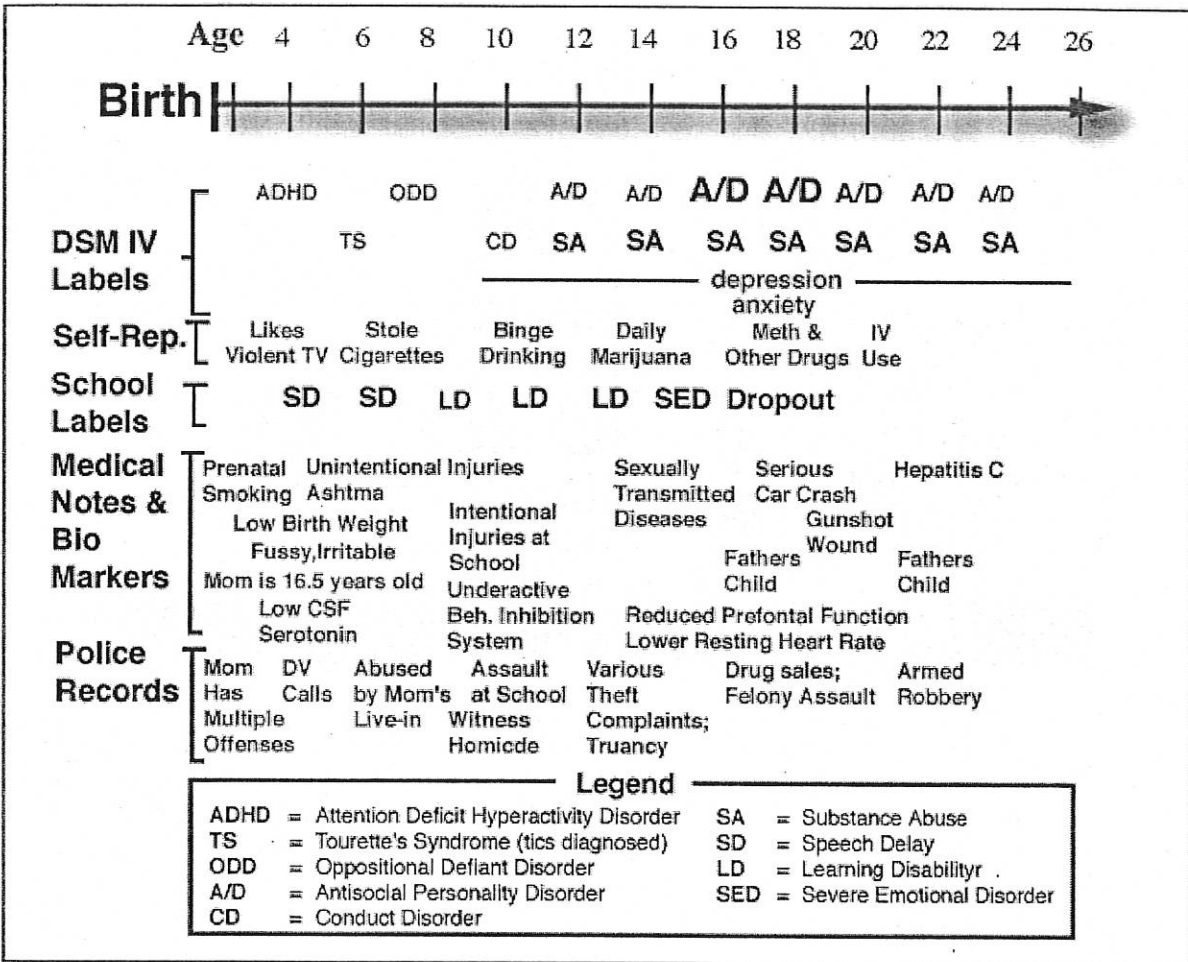 Age 4 6 8 10 12 14 16 18 20 22 24 26
Birth
DSM IV
Labels
ADHD ODD A/D A/D A/D A/D A/D A/D A/D
TS CD SA SA SA SA SA SA SA
depression
anxiety
Self-Rep.
Likes Stole Binge Daily Meth & IV
Violent TV Cigarettes Drinking Marijuana Other Drugs Use
School
Labels
SD SD LD LD LD SED Dropout
Medical
Notes &
Bio
Markers
Prenatal Unintentional Injuries Sexually Serious Hepatitis C
Smoking Ashtma Transmitted Car Crash
Low Birth Weight Intentional Diseases Gunshot
Fussy,Irritable Injuries at Wound
School Fathers Fathers
Mom is 16.5 years old Underactive Child Child
Low CSF Beh. Inhibition Reduced Prefontal Function
Serotonin System Lower Resting Heart Rate
Police
Records
Mom DV Abused Assault Various Drug sales; Armed
Has Calls by Mom's at School Theft Felony Assault Robbery
Multiple Live-in Witness Complaints;
Offenses Homicde Truancy
Legend
ADHD = Attention Deficit Hyperactivity Disorder SA = Substance Abuse
TS = Tourette's Syndrome (tics diagnosed) SD = Speech Delay
ODD = Oppositional Defiant Disorder LD = Learning Disabilityr .
A/D = Antisocial Personality Disorder SED = Severe Emotional Disorder
CD = Conduct Disorder